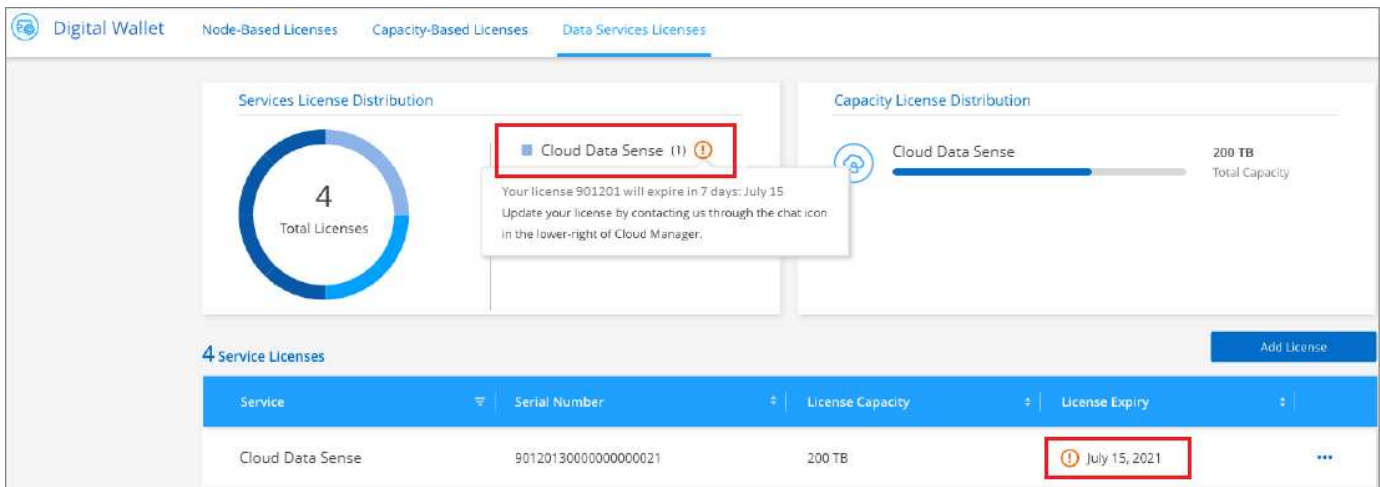 Digital Wallet
Node-Based Licenses
Capacity-Based Licenses
Data Services Licenses
Services License Distribution
4
Total Licenses
Cloud Data Sense (1)
Your license 901201 will expire in 7 days: July 15
Update your license by contacting us through the chat icon
in the lower-right of Cloud Manager.
Capacity License Distribution
Cloud Data Sense
200 TB
Total Capacity
4 Service Licenses
Add License
Service
Serial Number
License Capacity
License Expiry
Cloud Data Sense
90120130000000000021
200 TB
July 15, 2021